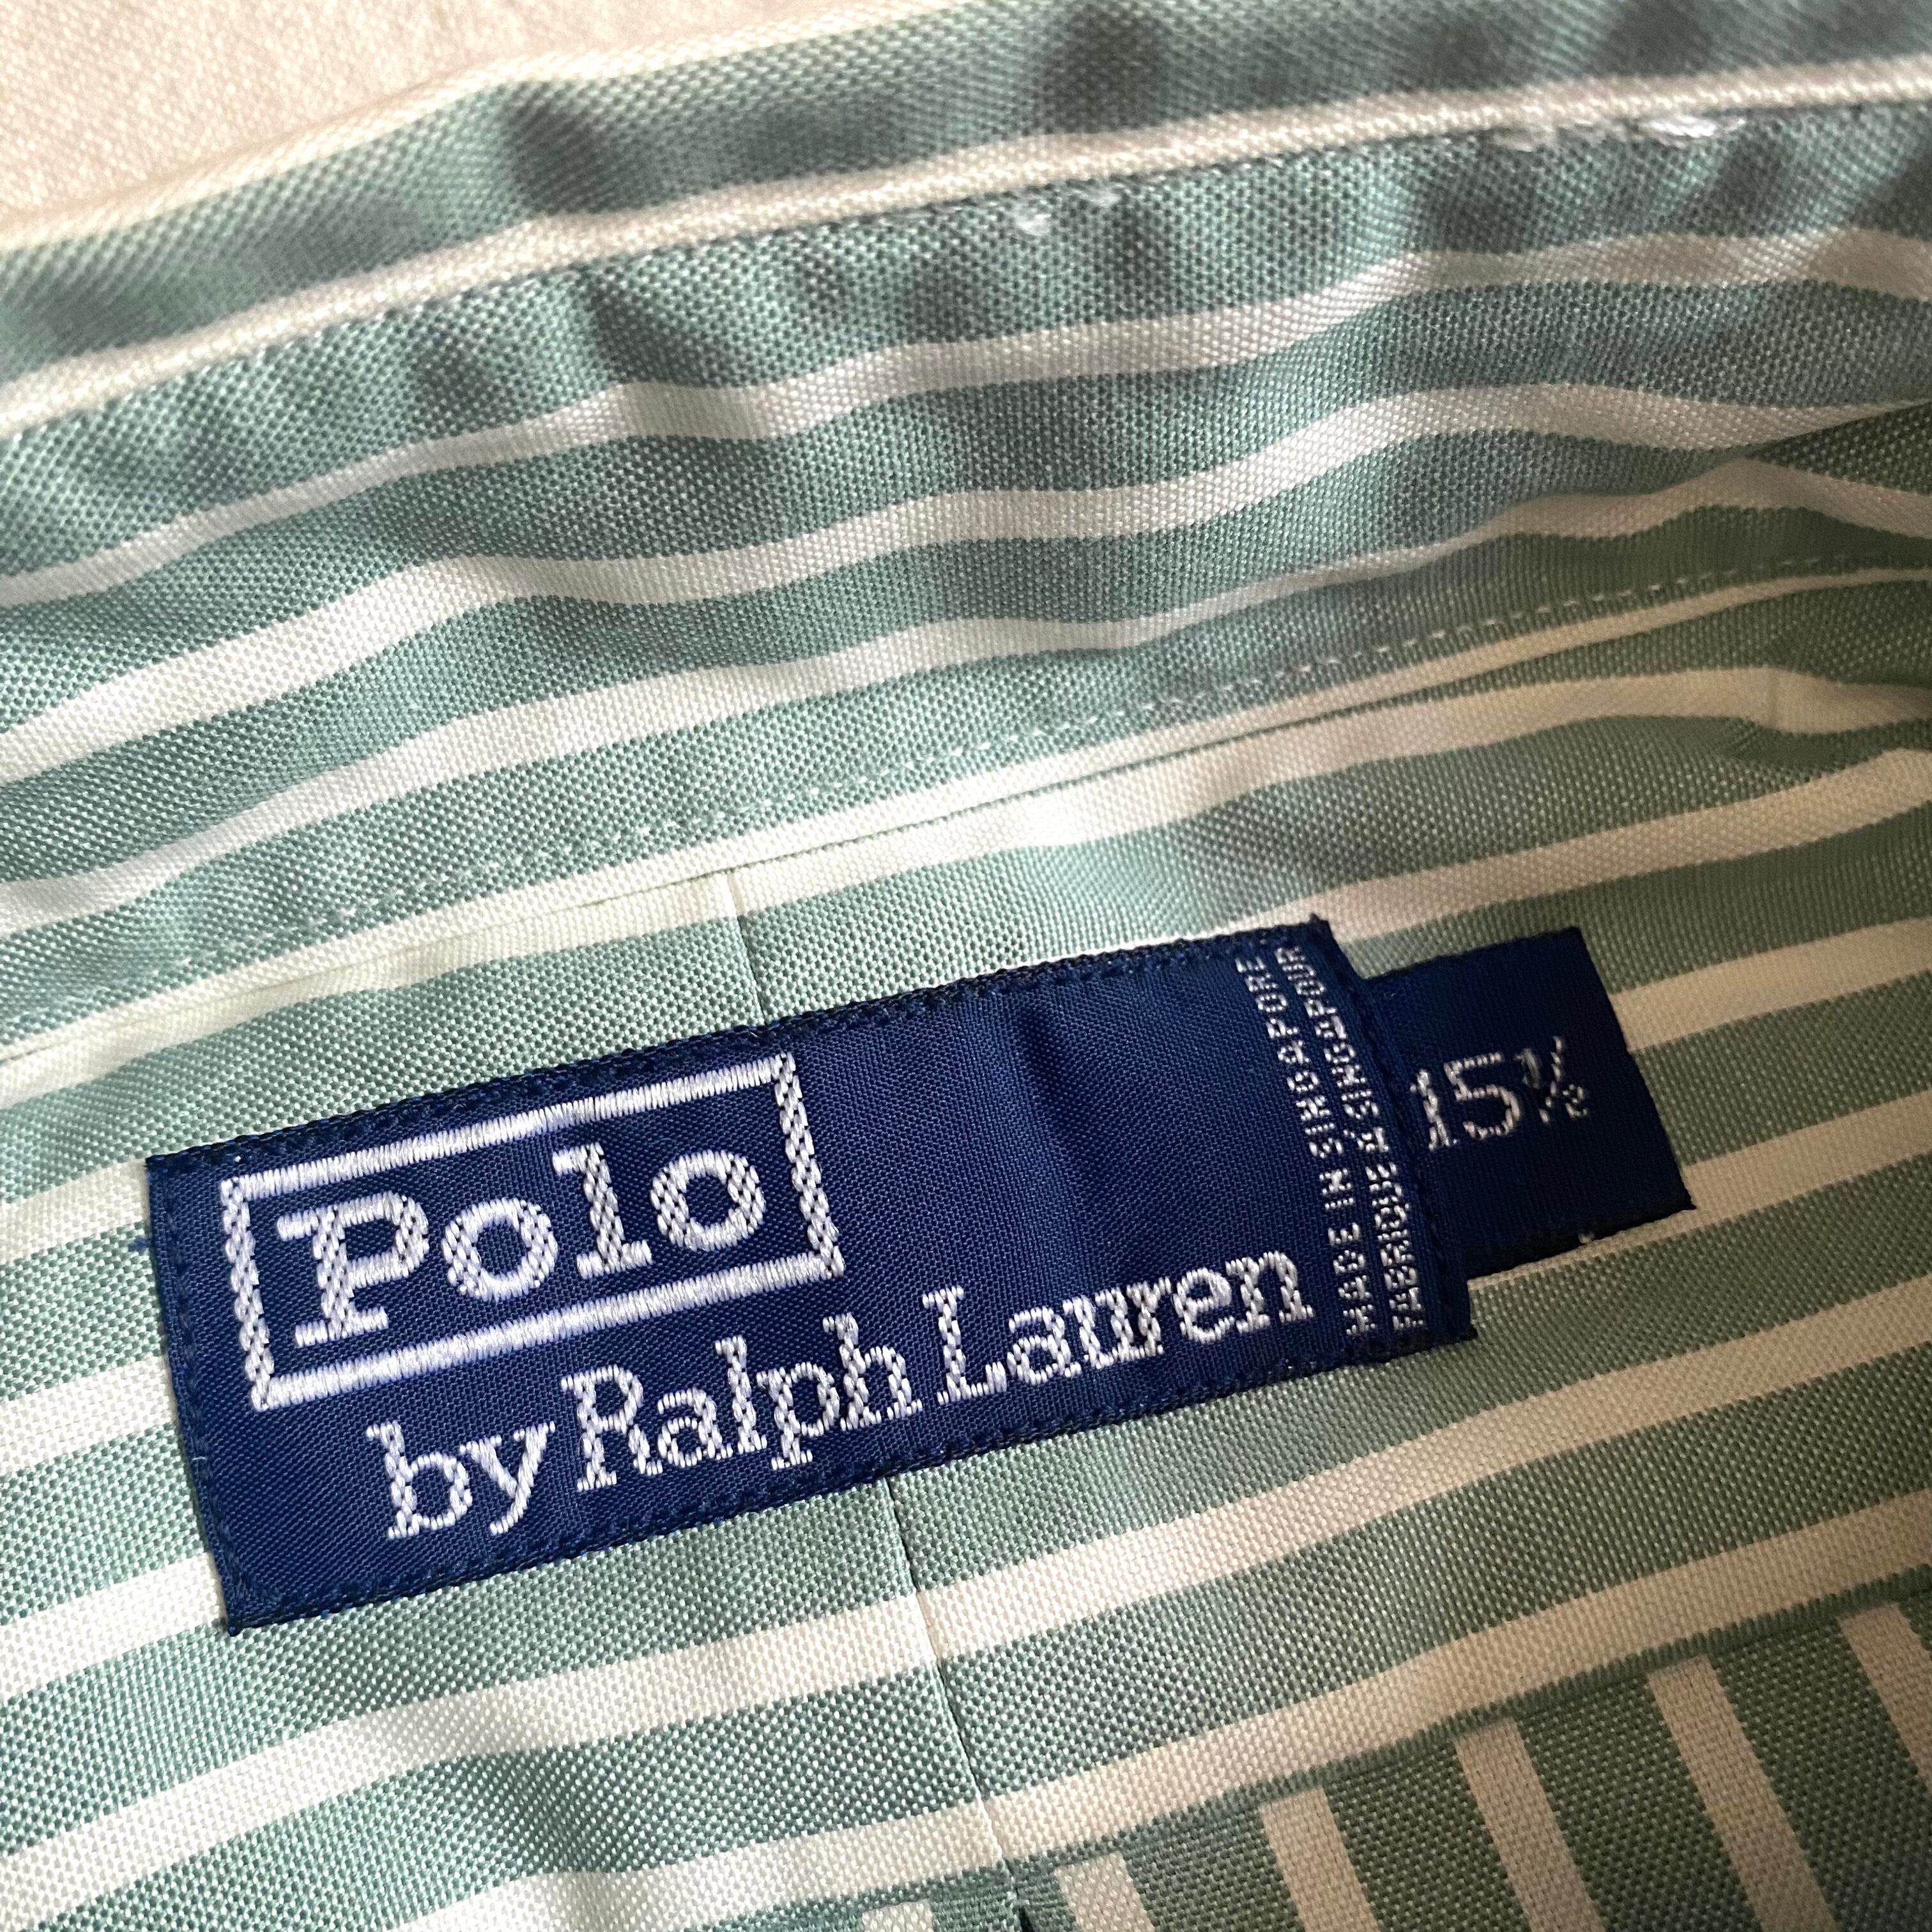 Polo
by Ralph Lauren
MADE IN SINGAPORE
FABRIQUE A SINGAPOUR
15½